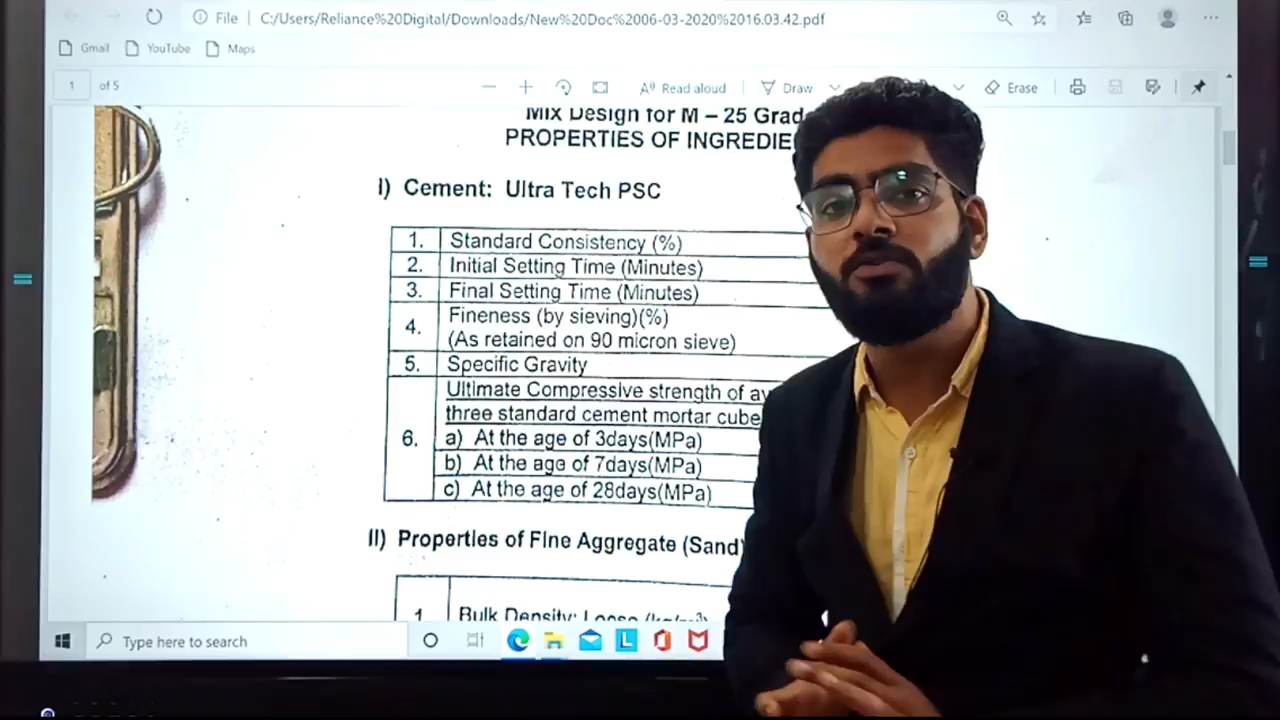 File
C:/Users/Reliance%20Digital/Downloads/New%20Doc%2006-03-2020%2016.03.42.pdf
Gmail
YouTube
Maps
1 of 5
Read aloud
Draw
Erase
Mix Design for M – 25 Grad
PROPERTIES OF INGREDIE
I) Cement: Ultra Tech PSC
1. Standard Consistency (%)
2. Initial Setting Time (Minutes)
3. Final Setting Time (Minutes)
4. Fineness (by sieving)(%)
(As retained on 90 micron sieve)
5. Specific Gravity
6. Ultimate Compressive strength of av
three standard cement mortar cube
a) At the age of 3days(MPa)
b) At the age of 7days(MPa)
c) At the age of 28days(MPa)
II) Properties of Fine Aggregate (Sand)
1 Bulk Density: Loose (kg/m³)
Type here to search
L